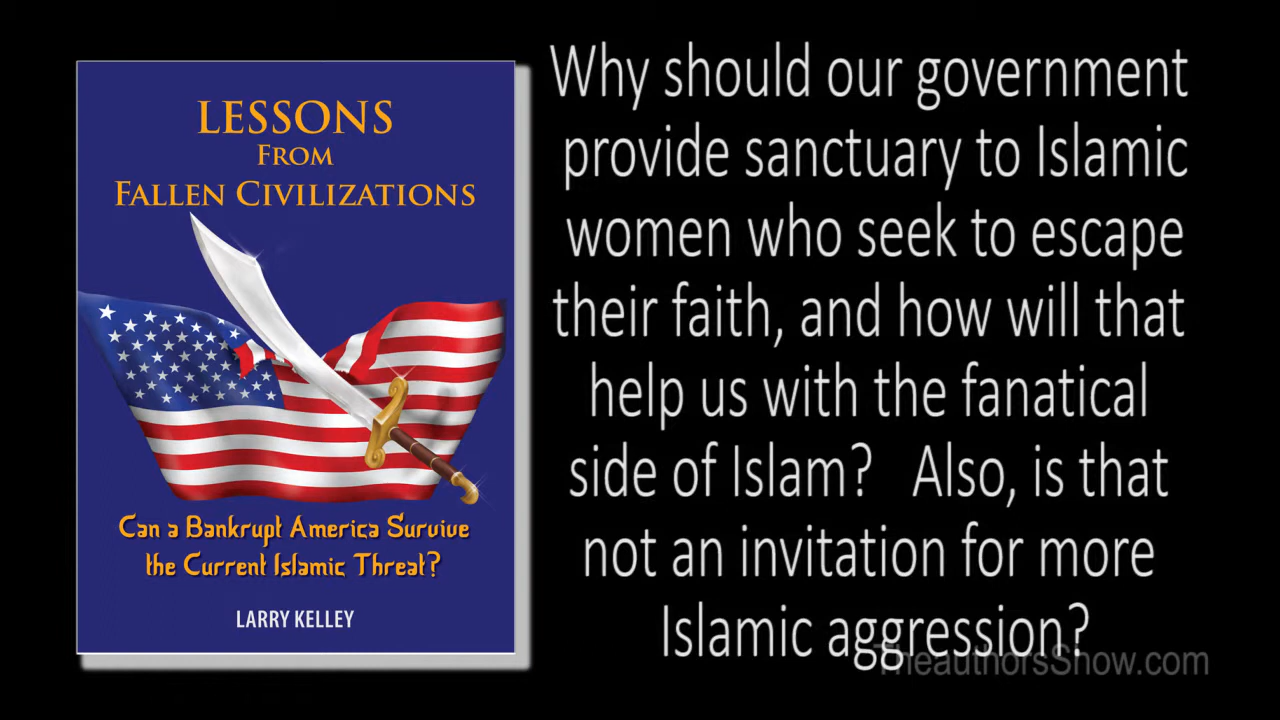 LESSONS
FROM
FALLEN CIVILIZATIONS
Can a Bankrupt America Survive
the Current Islamic Threat?
LARRY KELLEY
Why should our government
provide sanctuary to Islamic
women who seek to escape
their faith, and how will that
help us with the fanatical
side of Islam? Also, is that
not an invitation for more
Islamic aggression?
TheauthorsShow.com